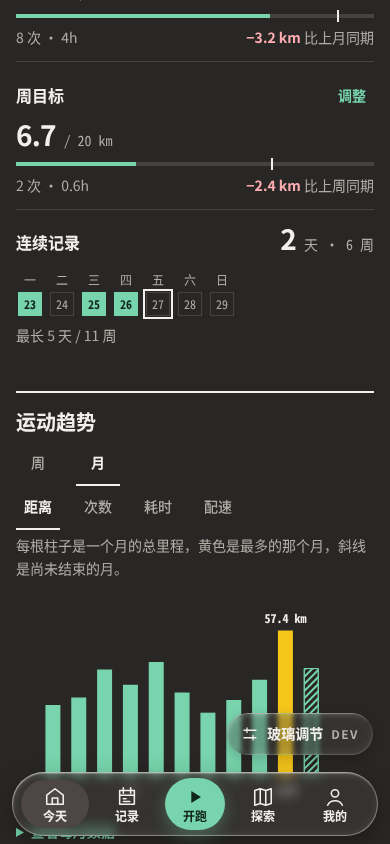 8 次 · 4h
−3.2 km 比上月同期
周目标
调整
6.7 / 20 km
2 次 · 0.6h
−2.4 km 比上周同期
连续记录
2 天 · 6 周
一 二 三 四 五 六 日
23 24 25 26 27 28 29
最长 5 天 / 11 周
运动趋势
周 月
距离 次数 耗时 配速
每根柱子是一个月的总里程，黄色是最多的那个月，斜线
是尚未结束的月。
57.4 km
玻璃调节 DEV
今天 记录 开跑 探索 我的